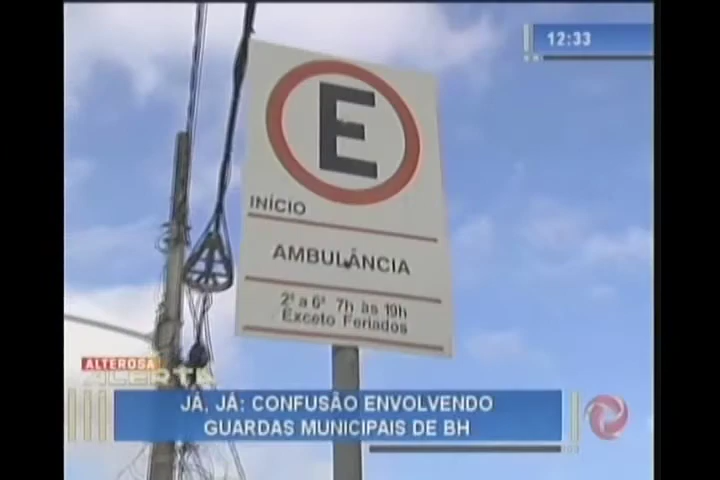 12:33
E
INÍCIO
AMBULÂNCIA
2ª a 6ª 7h às 19h
Exceto Feriados
ALTEROSA
ALERTA
JÁ, JÁ: CONFUSÃO ENVOLVENDO
GUARDAS MUNICIPAIS DE BH